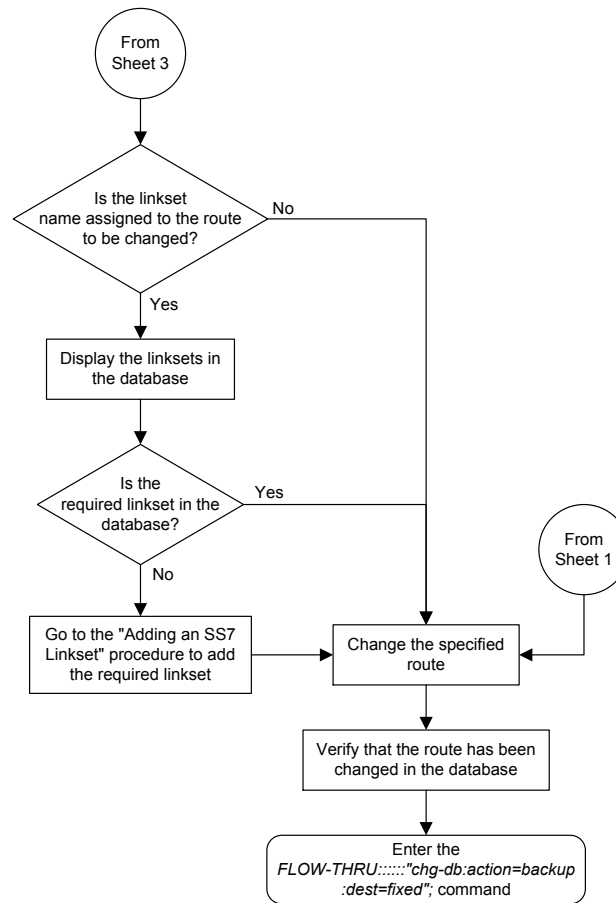 From
Sheet 3
Is the linkset
name assigned to the route
to be changed?
No
Yes
Display the linksets in
the database
Is the
required linkset in the
database?
Yes
No
From
Sheet 1
Go to the "Adding an SS7
Linkset" procedure to add
the required linkset
Change the specified
route
Verify that the route has been
changed in the database
Enter the
FLOW-THRU::::::"chg-db:action=backup
:dest=fixed"; command